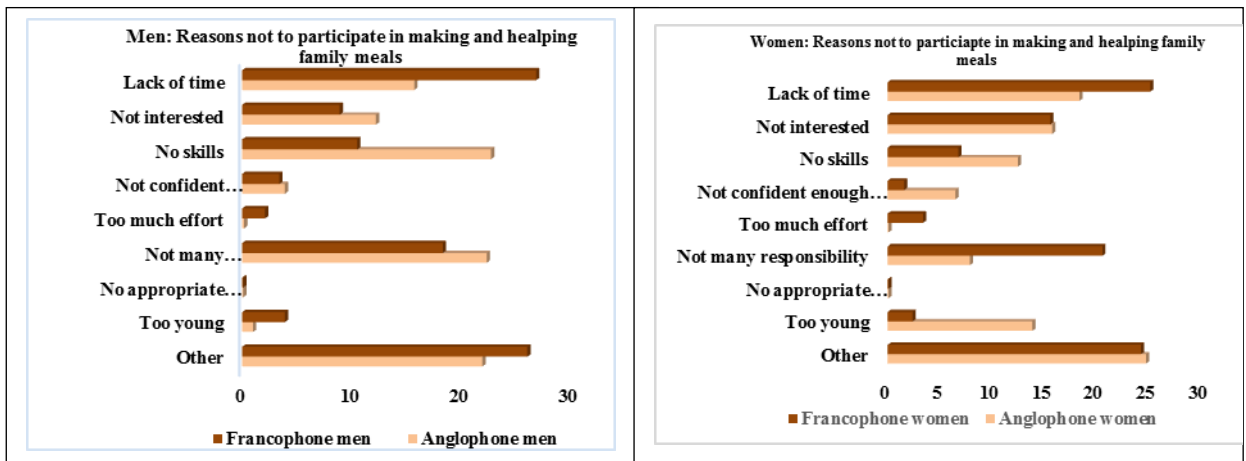 Men: Reasons not to participate in making and healping
family meals
Lack of time
Not interested
No skills
Not confident...
Too much effort
Not many...
No appropriate...
Too young
Other
0 10 20 30
Francophone men Anglophone men
Women: Reasons not to particiapte in making and healping family
meals
Lack of time
Not interested
No skills
Not confident enough...
Too much effort
Not many responsibility
No appropriate...
Too young
Other
0 5 10 15 20 25 30
Francophone women Anglophone women